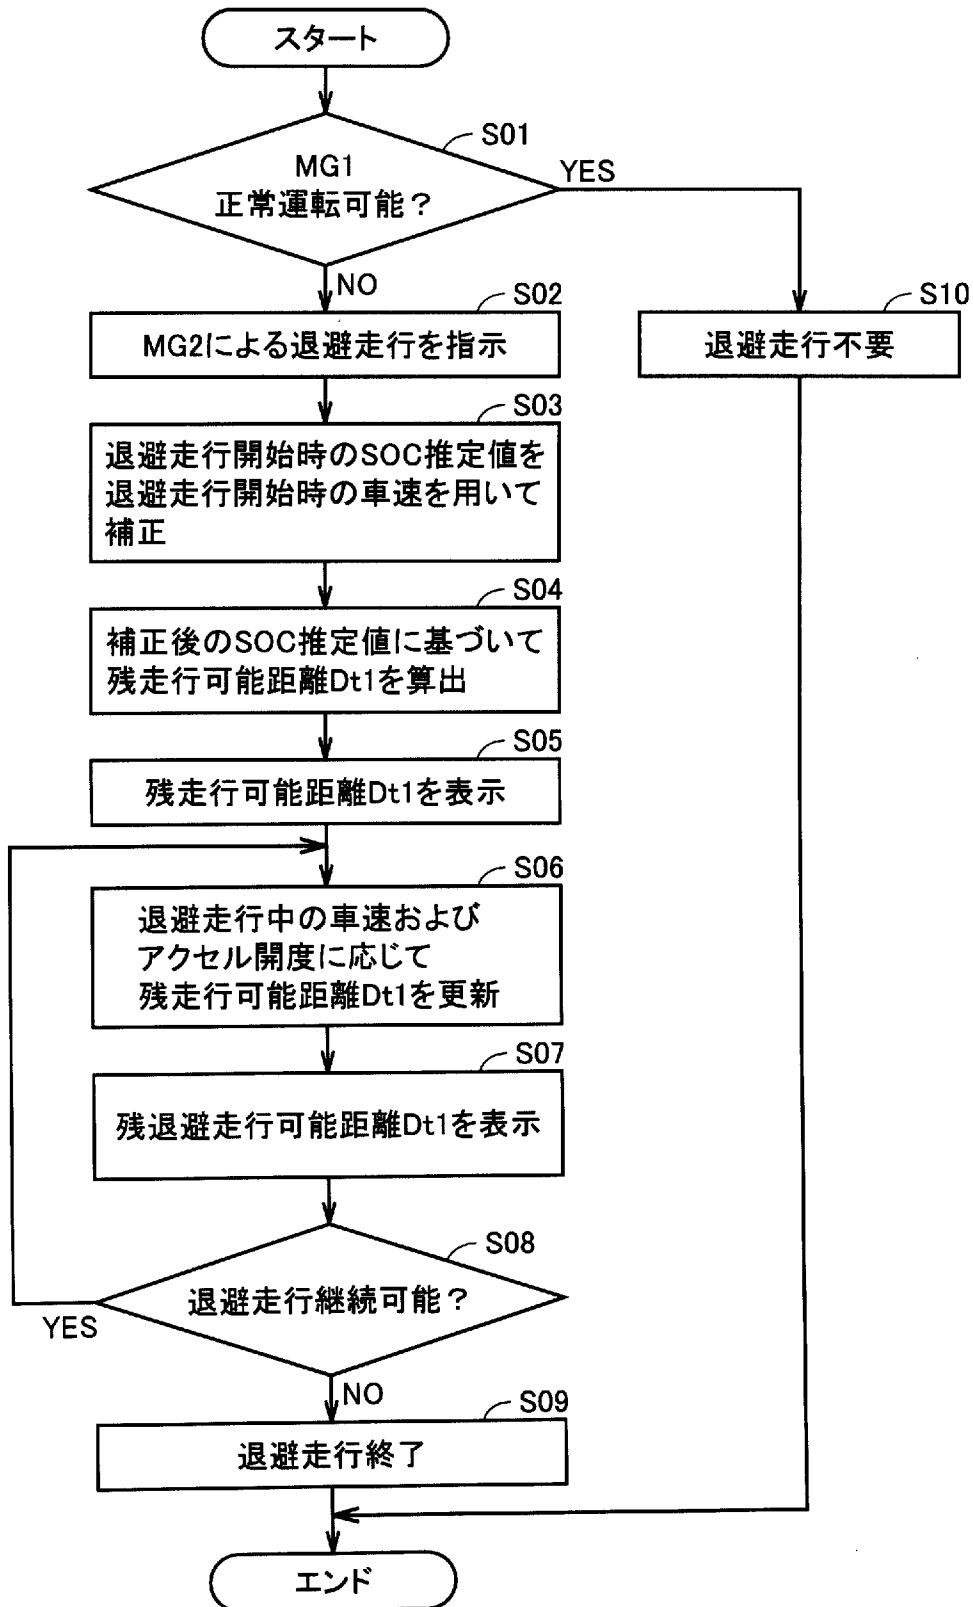 スタート
S01
MG1
正常運転可能?
YES
NO
S02
MG2による退避走行を指示
S10
退避走行不要
S03
退避走行開始時のSOC推定値を
退避走行開始時の車速を用いて
補正
S04
補正後のSOC推定値に基づいて
残走行可能距離Dt1を算出
S05
残走行可能距離Dt1を表示
S06
退避走行中の車速および
アクセル開度に応じて
残走行可能距離Dt1を更新
S07
残退避走行可能距離Dt1を表示
S08
退避走行継続可能?
YES
NO
S09
退避走行終了
エンド